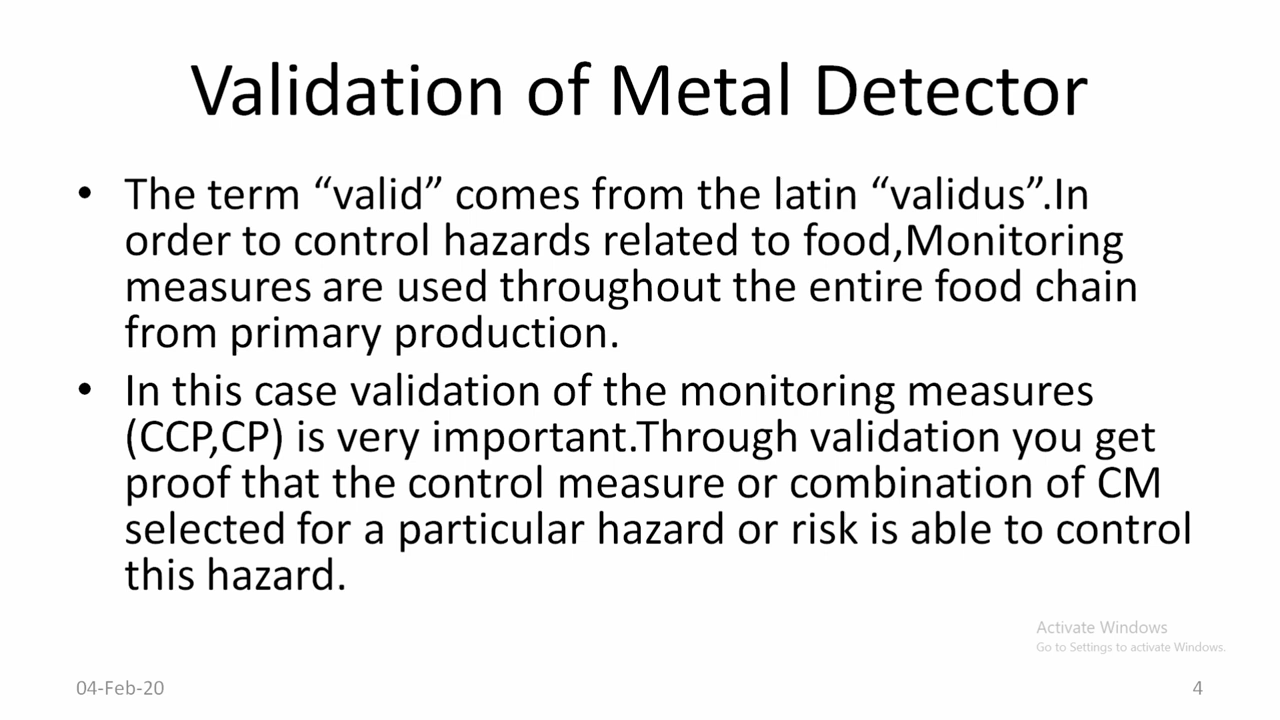 Validation of Metal Detector
• The term “valid” comes from the latin “validus”.In
order to control hazards related to food,Monitoring
measures are used throughout the entire food chain
from primary production.
• In this case validation of the monitoring measures
(CCP,CP) is very important.Through validation you get
proof that the control measure or combination of CM
selected for a particular hazard or risk is able to control
this hazard.
Activate Windows
Go to Settings to activate Windows.
04-Feb-20
4